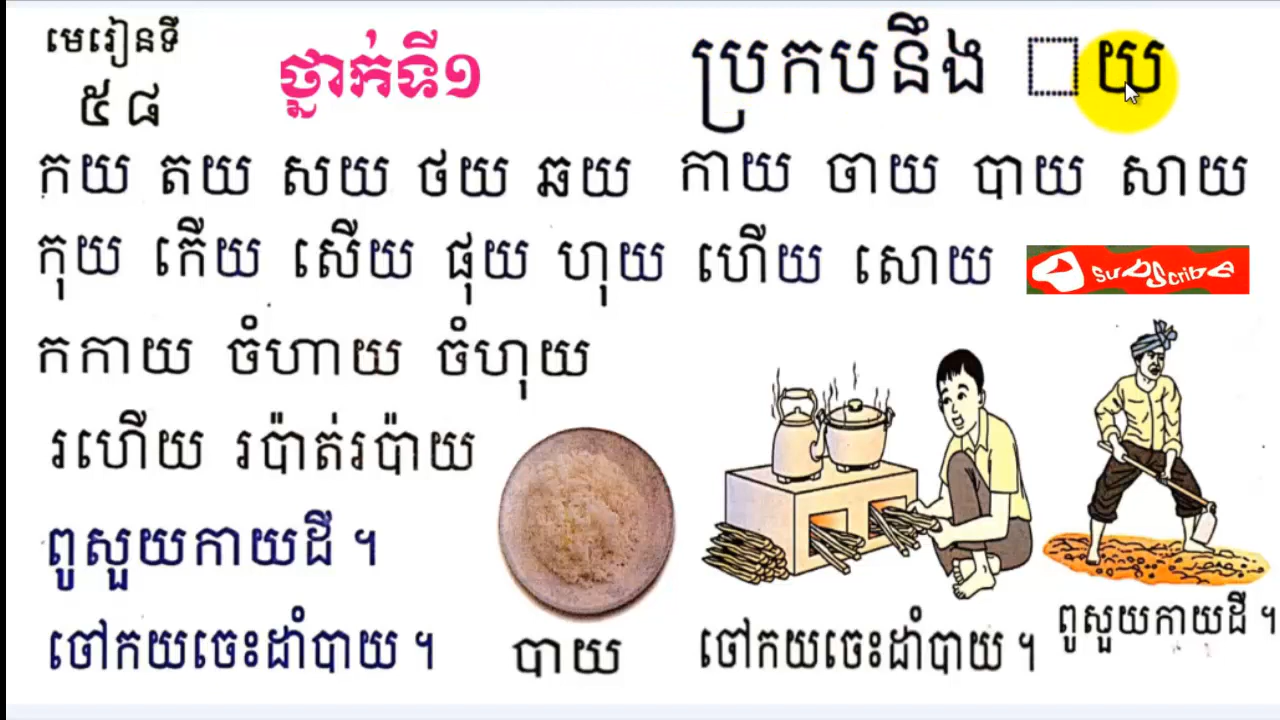 មេរៀនទី
៥៨
ថ្នាក់ទី១
ប្រកបនឹង យ
កយ តយ សយ ថយ ឆយ កាយ ចាយ បាយ សាយ
កុយ កើយ សើយ ផុយ ហុយ ហើយ សោយ
Subscribe
កកាយ ចំហាយ ចំហុយ
រហើយ រប៉ាត់រប៉ាយ
ពូសួយកាយដី ។
ចៅកយចេះដាំបាយ ។
បាយ
ចៅកយចេះដាំបាយ ។
ពូសួយកាយដី ។